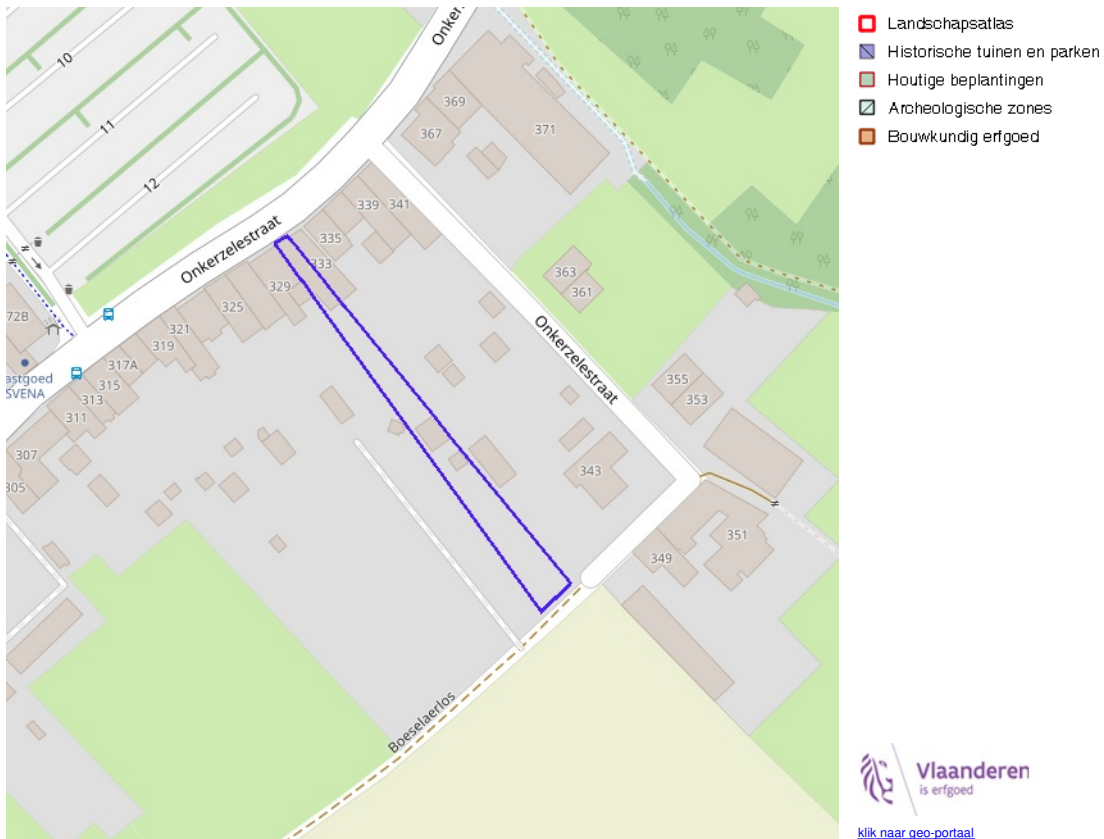 Onkerzelestraat
10
11
12
369
367
371
339
341
335
333
329
325
321
319
317A
315
313
311
307
305
72B
astgoed
SVENA
363
361
Onkerzelestraat
355
353
343
351
349
Boeselaerlos
Onke
Landschapsatlas
Historische tuinen en parken
Houtige beplantingen
Archeologische zones
Bouwkundig erfgoed
Vlaanderen
is erfgoed
klik naar geo-portaal